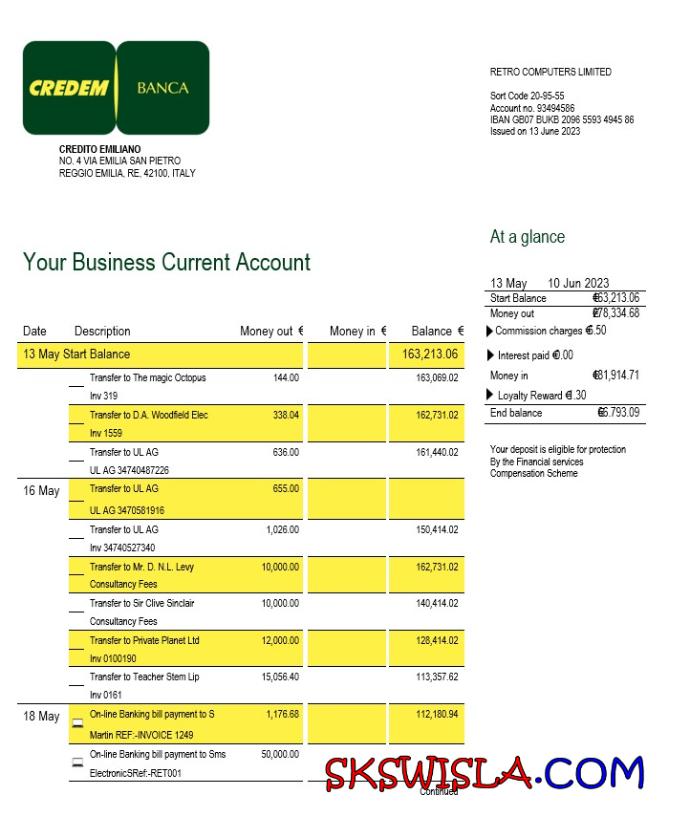 CREDEM BANCA
CREDITO EMILIANO
NO. 4 VIA EMILIA SAN PIETRO
REGGIO EMILIA, RE, 42100, ITALY
RETRO COMPUTERS LIMITED
Sort Code 20-95-55
Account no. 93494586
IBAN GB07 BUKB 2096 5593 4945 86
Issued on 13 June 2023
Your Business Current Account
At a glance
13 May 10 Jun 2023
Start Balance €63,213.06
Money out €78,334.68
Commission charges €6.50
Interest paid €0.00
Money in €81,914.71
Loyalty Reward €1.30
End balance €6.793.09
Your deposit is eligible for protection
By the Financial services
Compensation Scheme
Date Description Money out € Money in € Balance €
13 May Start Balance 163,213.06
Transfer to The magic Octopus 144.00 163,069.02
Inv 319
Transfer to D.A. Woodfield Elec 338.04 162,731.02
Inv 1559
Transfer to UL AG 636.00 161,440.02
UL AG 34740487226
16 May Transfer to UL AG 655.00
UL AG 3470581916
Transfer to UL AG 1,026.00 150,414.02
Inv 34740527340
Transfer to Mr. D. N.L. Levy 10,000.00 162,731.02
Consultancy Fees
Transfer to Sir Clive Sinclair 10,000.00 140,414.02
Consultancy Fees
Transfer to Private Planet Ltd 12,000.00 128,414.02
Inv 0100190
Transfer to Teacher Stem Lip 15,056.40 113,357.62
Inv 0161
18 May On-line Banking bill payment to S 1,176.68 112,180.94
Martin REF:-INVOICE 1249
On-line Banking bill payment to Sms 50,000.00
ElectronicSRef:-RET001
SKSWISLA.COM
Continued